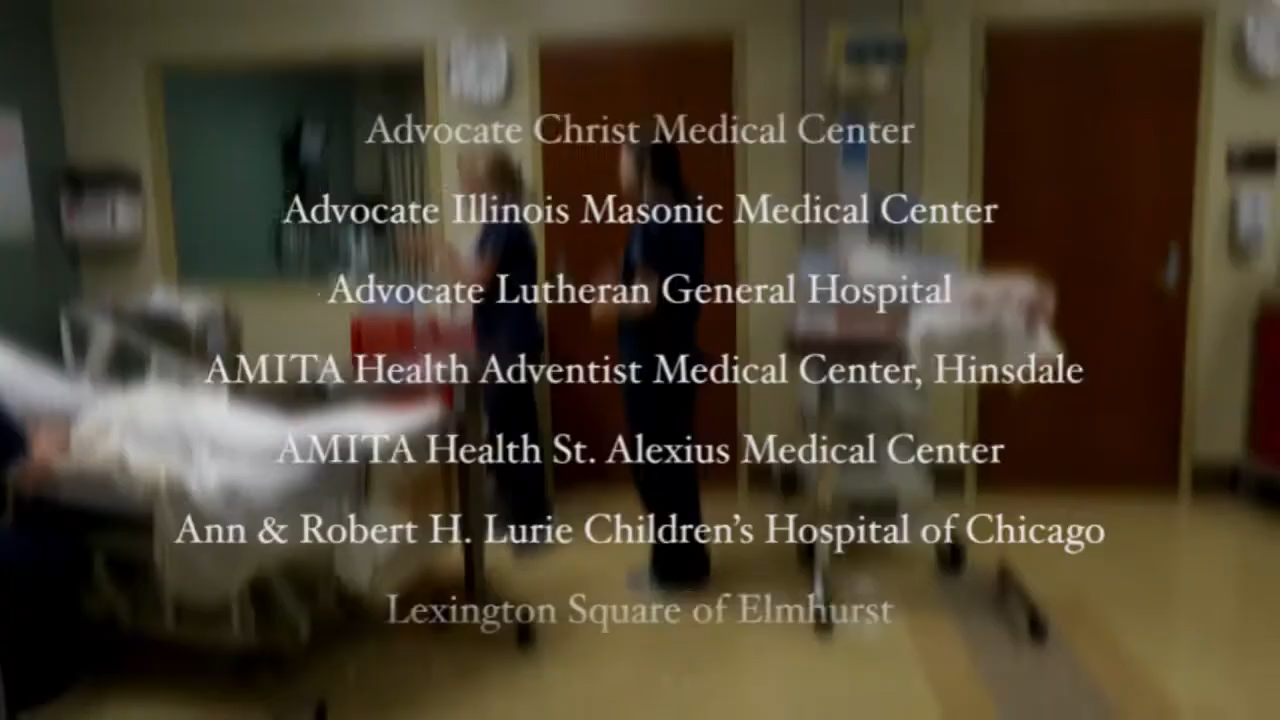 Advocate Christ Medical Center
Advocate Illinois Masonic Medical Center
Advocate Lutheran General Hospital
AMITA Health Adventist Medical Center, Hinsdale
AMITA Health St. Alexius Medical Center
Ann & Robert H. Lurie Children’s Hospital of Chicago
Lexington Square of Elmhurst